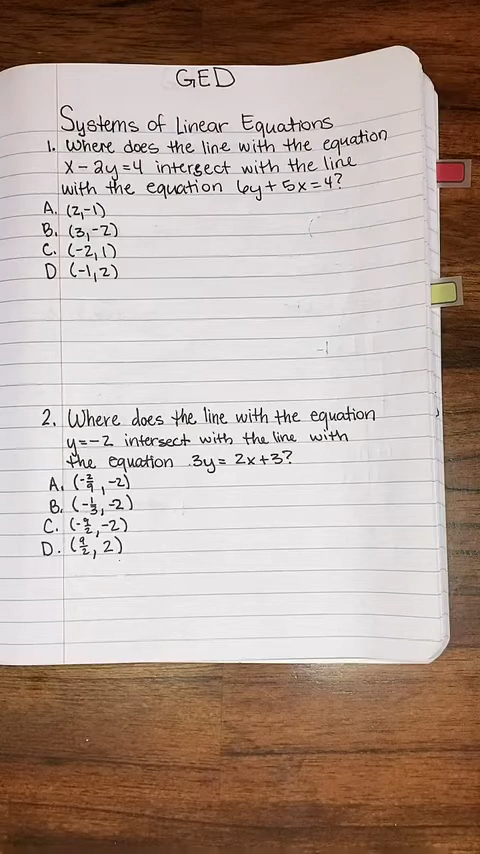 GED
Systems of Linear Equations
1. Where does the line with the equation
x - 2y = 4 intersect with the line
with the equation 6y + 5x = 4?
A. (2, -1)
B. (3, -2)
C. (-2, 1)
D (-1, 2)
2. Where does the line with the equation
y = -2 intersect with the line with
the equation 3y = 2x + 3?
A. (-2/9, -2)
B. (-1/3, -2)
C. (-9/2, -2)
D. (9/2, 2)